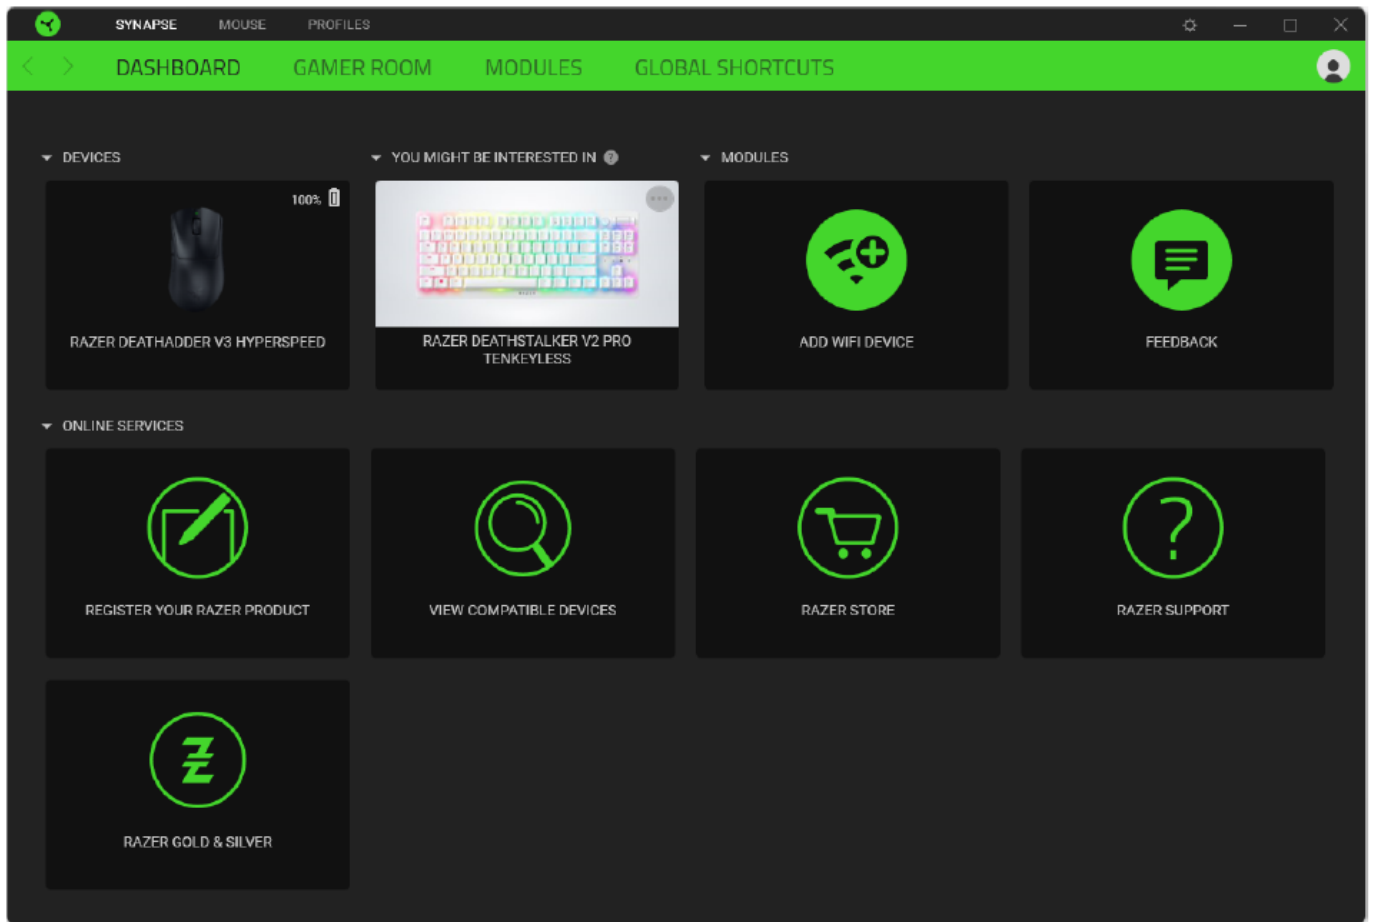 SYNAPSE MOUSE PROFILES
DASHBOARD GAMER ROOM MODULES GLOBAL SHORTCUTS
DEVICES
YOU MIGHT BE INTERESTED IN ?
MODULES
100%
RAZER DEATHADDER V3 HYPERSPEED
RAZER DEATHSTALKER V2 PRO
TENKEYLESS
ADD WIFI DEVICE
FEEDBACK
ONLINE SERVICES
REGISTER YOUR RAZER PRODUCT
VIEW COMPATIBLE DEVICES
RAZER STORE
RAZER SUPPORT
RAZER GOLD & SILVER